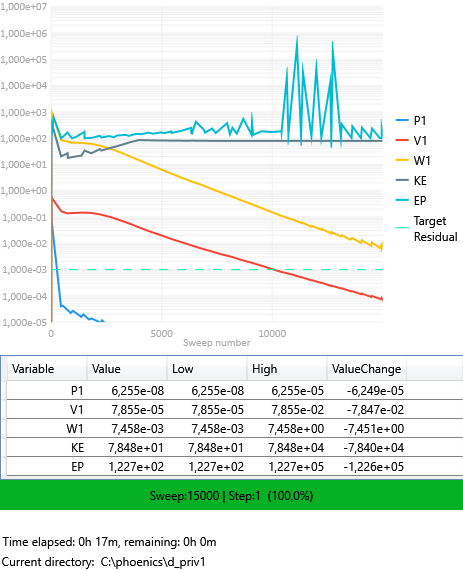 1,000e+07
1,000e+06
1,000e+05
1,000e+04
1,000e+03
1,000e+02
1,000e+01
1,000e+00
1,000e-01
1,000e-02
1,000e-03
1,000e-04
1,000e-05
0 5000 10000
Sweep number
P1
V1
W1
KE
EP
Target
Residual
Variable Value Low High ValueChange
P1 6,255e-08 6,255e-08 6,255e-05 -6,249e-05
V1 7,855e-05 7,855e-05 7,855e-02 -7,847e-02
W1 7,458e-03 7,458e-03 7,458e+00 -7,451e+00
KE 7,848e+01 7,848e+01 7,848e+04 -7,840e+04
EP 1,227e+02 1,227e+02 1,227e+05 -1,226e+05
Sweep:15000 | Step:1 (100,0%)
Time elapsed: 0h 17m, remaining: 0h 0m
Current directory: C:\phoenics\d_priv1